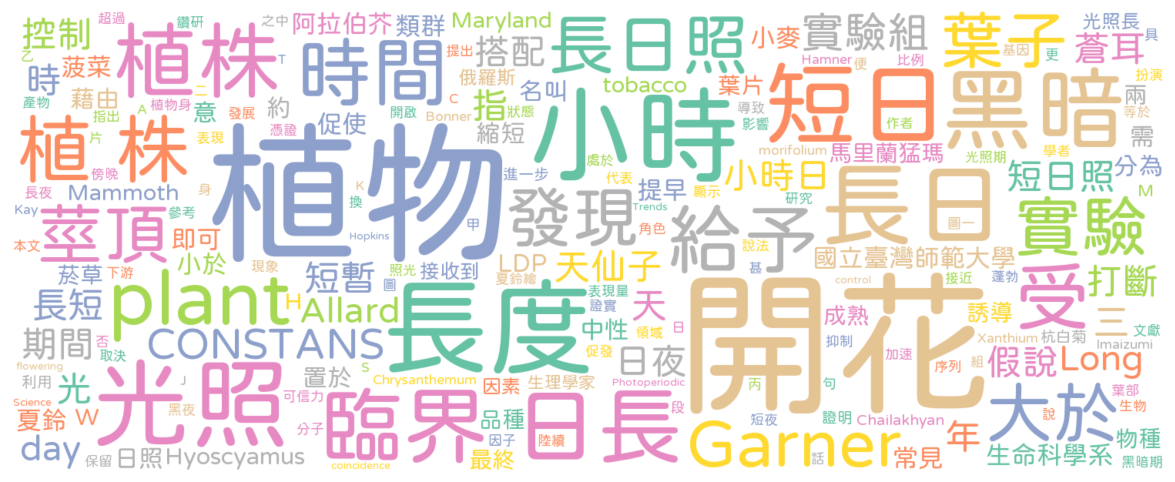 控制 超過 鑽研 之中 阿拉伯芥 類群 Maryland 長日照 小麥 實驗組 葉子 光照長 具
乙 植株 時間 T 提出 搭配 Hamner 便 基因 更 蒼耳
時 菠菜 俄羅斯 名叫 tobacco 葉片 短日 比例 黑暗 扮演
產物 藉由 植物身 二 意 約 開啟 C 指 狀態 小時 導致 作者 兩
指出 A 發展 促使 Bonner 縮短 影響 等於
植株 片 表現 憑證 植物 morifolium 馬里蘭猛瑪 光照期 學者 需
傍晚 長夜 身 K 處於 進一步 提早 顯示 小時日 長日 短日照 分為
Mammoth 換 代表 研究 M
Kay 參考 莖頂 Hopkins 甲 發現 Trends 角色 給予 說法 圖一 實驗
本文 下游 即可 現象 照光 接收到 LDP 夏鈴繪 天仙子 甚 國立臺灣師範大學
菸草 小於 短暫 圖 表現量 接近 蓬勃 受 打斷
長短 plant H Allard 長度 證實 天 開花 control 誘導
中性 領域 日 成熟 三 文獻
期間 否 CONSTANS 促發 日夜 抑制 Xanthium 杭白菊 Imaizumi
flowering 取決 置於 S Chrysanthemum 因素 生理學家 Photoperiodic 丙 加速 序列 組 假說 Long
利用 光 J 光照 可信力 臨界日長 段 句 葉部
Science 夏鈴 W 黑夜 品種 短夜 證明 Chailakhyan 說 大於 生物
day 分子 因子 陸續 Garner 年 物種
保留 日照 Hyoscyamus coincidence 最終 話 常見 生命科學系 黑暗期